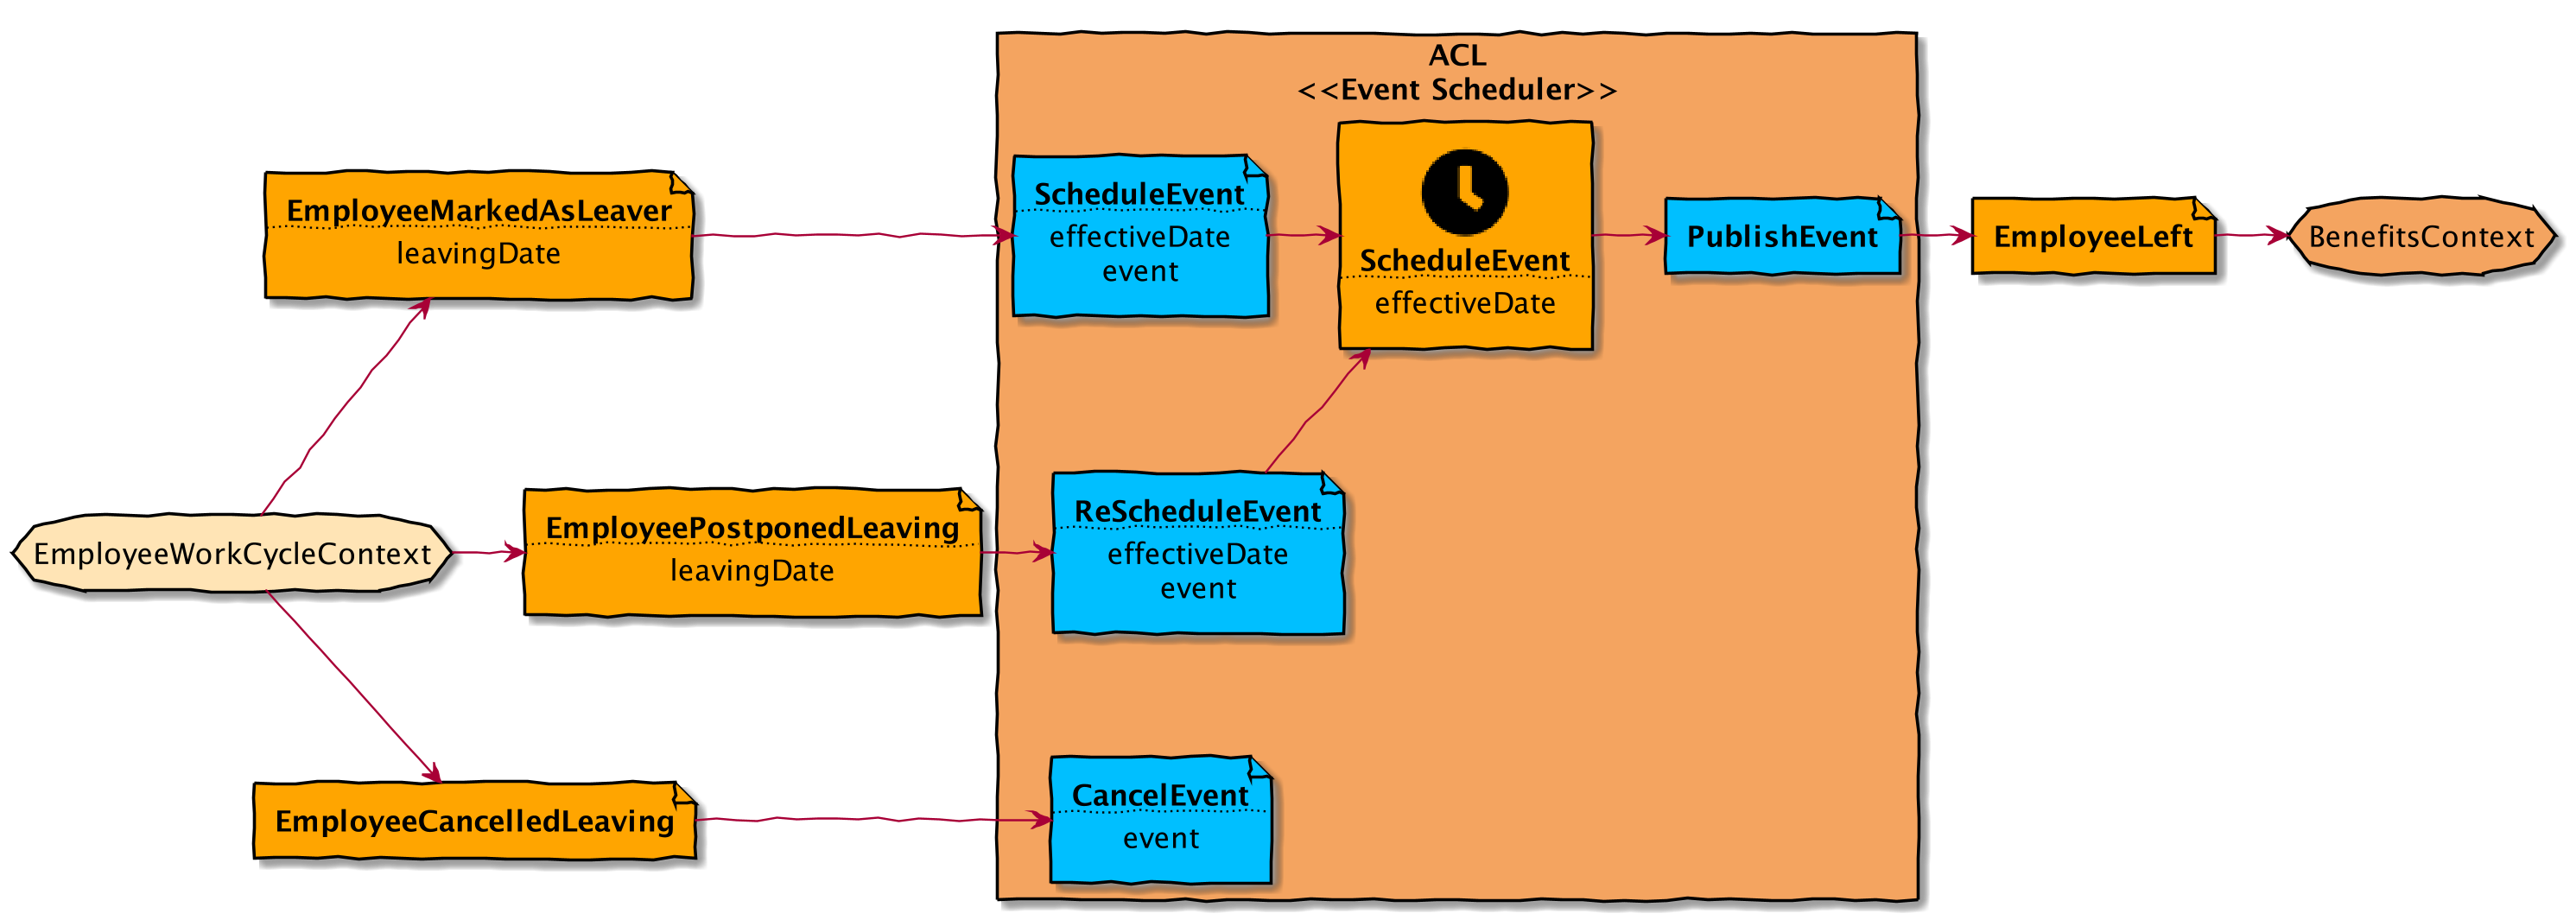 ACL
<<Event Scheduler>>
EmployeeMarkedAsLeaver
leavingDate
ScheduleEvent
effectiveDate
event
ScheduleEvent
effectiveDate
PublishEvent
EmployeeLeft
BenefitsContext
EmployeeWorkCycleContext
EmployeePostponedLeaving
leavingDate
ReScheduleEvent
effectiveDate
event
EmployeeCancelledLeaving
CancelEvent
event